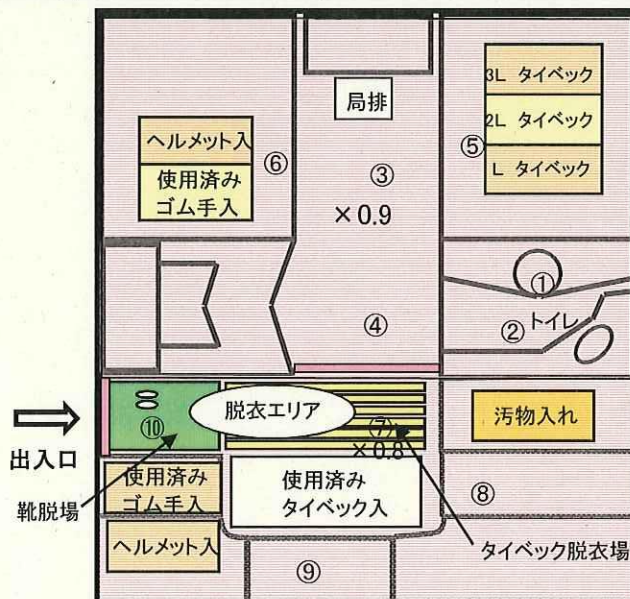 局排
3L タイベック
2L タイベック
L タイベック
⑤
ヘルメット入
使用済み
ゴム手入
⑥
③
×0.9
①
②
トイレ
④
⑩
脱衣エリア
⑦
×0.8
汚物入れ
出入口
靴脱場
使用済み
ゴム手入
使用済み
タイベック入
⑧
ヘルメット入
⑨
タイベック脱衣場